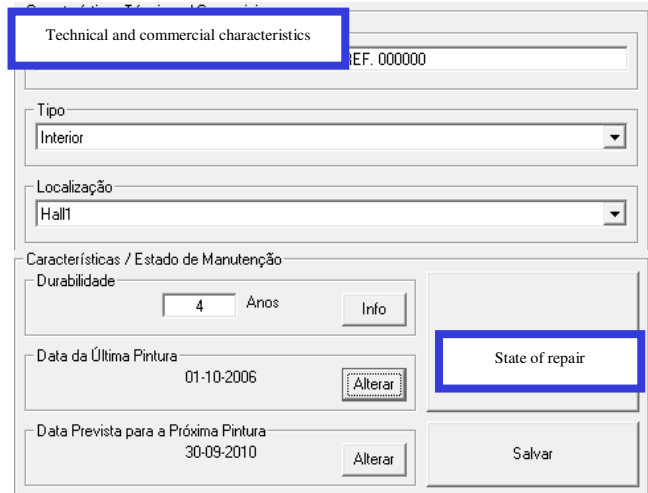 Technical and commercial characteristics
REF. 000000
Tipo
Interior
Localização
Hall1
Características / Estado de Manutenção
Durabilidade
4 Anos Info
Data da Última Pintura
01-10-2006 Alterar
State of repair
Data Prevista para a Próxima Pintura
30-09-2010 Alterar
Salvar